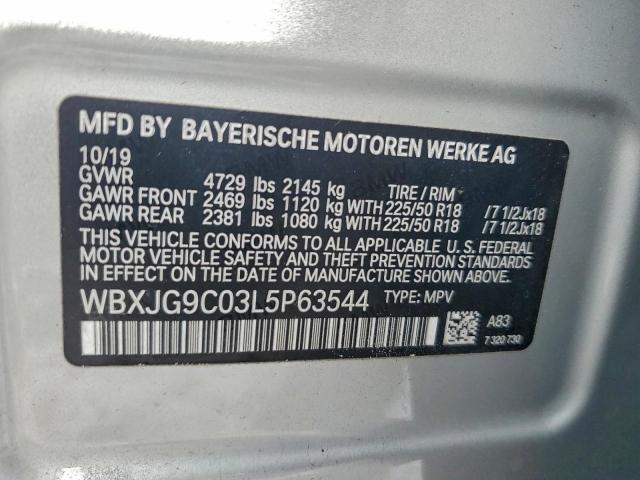 MFD BY BAYERISCHE MOTOREN WERKE AG
10/19
GVWR 4729 lbs 2145 kg TIRE / RIM
GAWR FRONT 2469 lbs 1120 kg WITH 225/50 R18 /7 1/2Jx18
GAWR REAR 2381 lbs 1080 kg WITH 225/50 R18 /7 1/2Jx18
THIS VEHICLE CONFORMS TO ALL APPLICABLE U. S. FEDERAL
MOTOR VEHICLE SAFETY AND THEFT PREVENTION STANDARDS
IN EFFECT ON THE DATE OF MANUFACTURE SHOWN ABOVE.
WBXJG9C03L5P63544 TYPE: MPV
A83
7 320 730